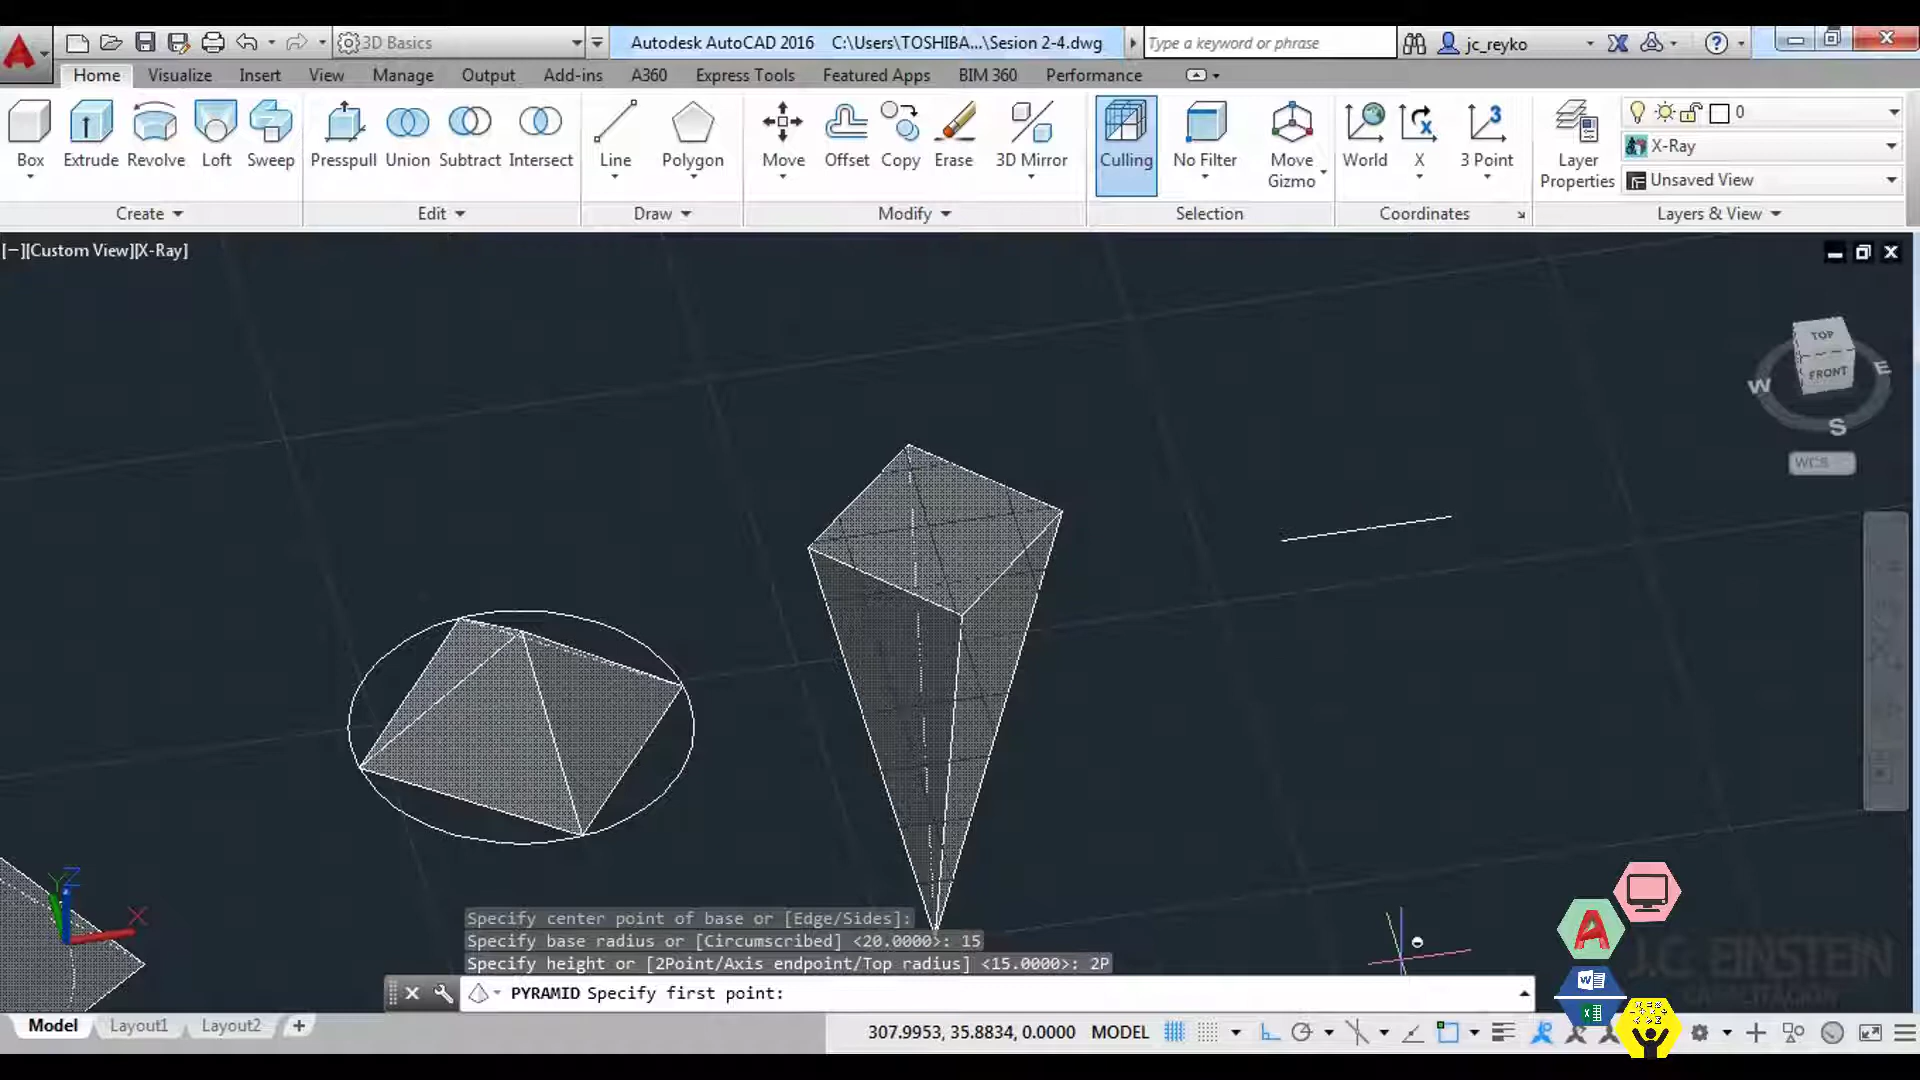 3D Basics
Autodesk AutoCAD 2016 C:\Users\TOSHIBA...\Sesion 2-4.dwg
Type a keyword or phrase
jc_reyko
Home Visualize Insert View Manage Output Add-ins A360 Express Tools Featured Apps BIM 360 Performance
Box Extrude Revolve Loft Sweep Presspull Union Subtract Intersect Line Polygon Move Offset Copy Erase 3D Mirror Culling No Filter Move Gizmo World X 3 Point Layer Properties
0
X-Ray
Unsaved View
Create Edit Draw Modify Selection Coordinates Layers & View
[−][Custom View][X-Ray]
TOP
FRONT
W
E
S
WCS
Z
Y
X
Specify center point of base or [Edge/Sides]:
Specify base radius or [Circumscribed] <20.0000>: 15
Specify height or [2Point/Axis endpoint/Top radius] <15.0000>: 2P
PYRAMID Specify first point:
J.C. EINSTEIN
CAPACITACIÓN
Model Layout1 Layout2 +
307.9953, 35.8834, 0.0000 MODEL